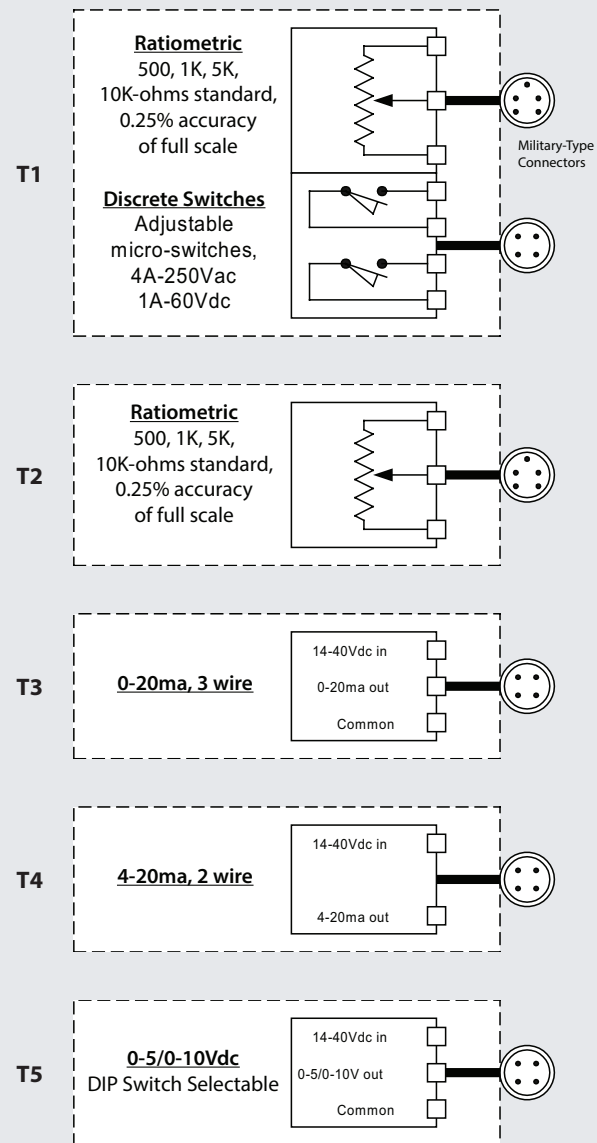 T1
Ratiometric
500, 1K, 5K,
10K-ohms standard,
0.25% accuracy
of full scale
Military-Type
Connectors
Discrete Switches
Adjustable
micro-switches,
4A-250Vac
1A-60Vdc
T2
Ratiometric
500, 1K, 5K,
10K-ohms standard,
0.25% accuracy
of full scale
T3
0-20ma, 3 wire
14-40Vdc in
0-20ma out
Common
T4
4-20ma, 2 wire
14-40Vdc in
4-20ma out
T5
0-5/0-10Vdc
DIP Switch Selectable
14-40Vdc in
0-5/0-10V out
Common